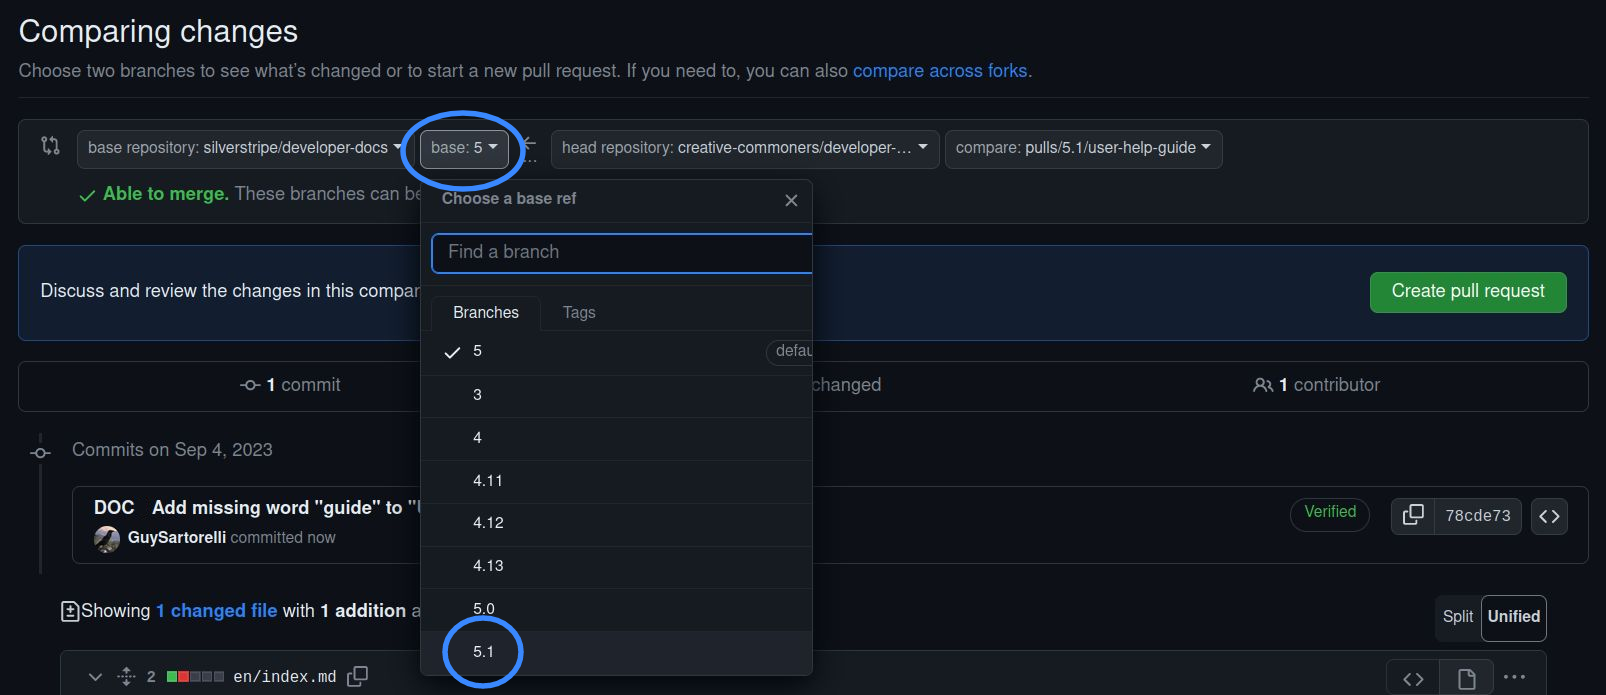 Comparing changes
Choose two branches to see what's changed or to start a new pull request. If you need to, you can also compare across forks.
base repository: silverstripe/developer-docs base: 5 head repository: creative-commoners/developer-... compare: pulls/5.1/user-help-guide
Able to merge. These branches can be
Choose a base ref
Find a branch
Discuss and review the changes in this compar
Create pull request
Branches Tags
5 defau
3
4
4.11
4.12
4.13
5.0
5.1
1 commit changed 1 contributor
Commits on Sep 4, 2023
DOC Add missing word "guide" to "U
GuySartorelli committed now
Verified 78cde73
Showing 1 changed file with 1 addition a
Split Unified
2 en/index.md